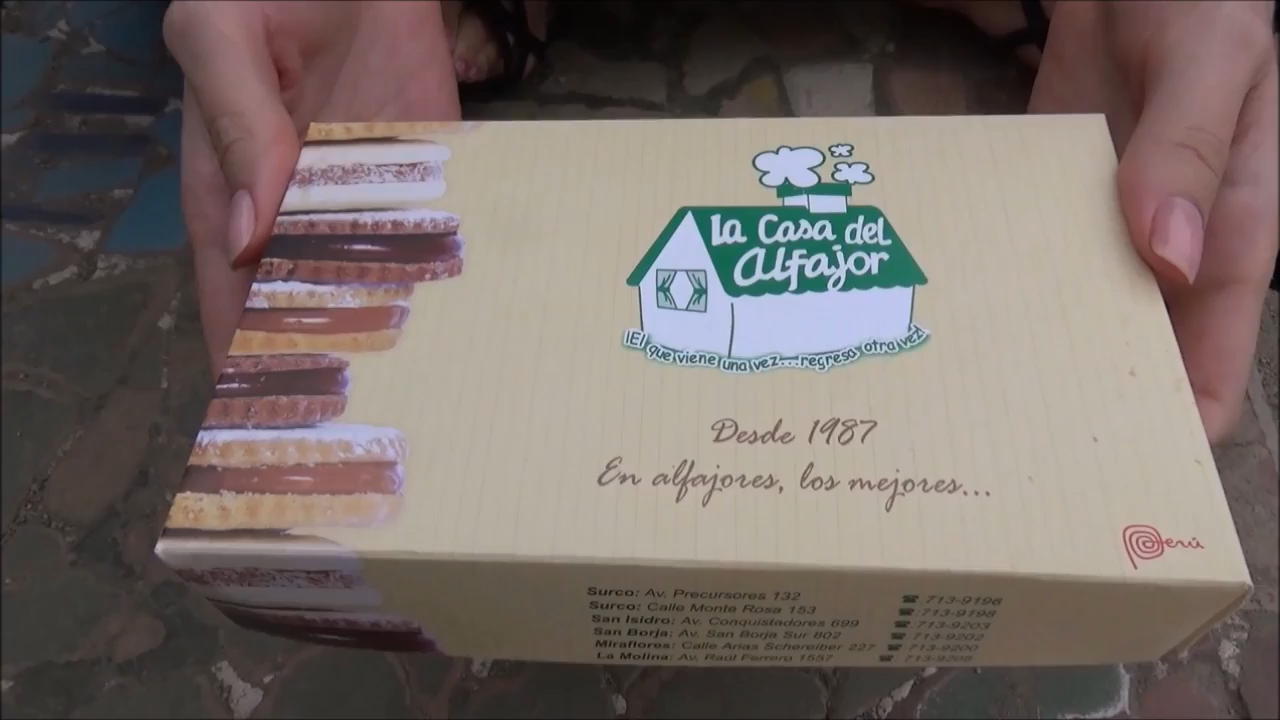 la Casa del
Alfajor
¡El que viene una vez...regresa otra vez!
Desde 1987
En alfajores, los mejores...
Perú
Surco: Av. Precursores 132 713-9196
Surco: Calle Monte Rosa 153 713-9198
San Isidro: Av. Conquistadores 699 713-9203
San Borja: Av. San Borja Sur 802 713-9202
Miraflores: Calle Arias Schereiber 227 713-9200
La Molina: Av. Raúl Ferrero 1557